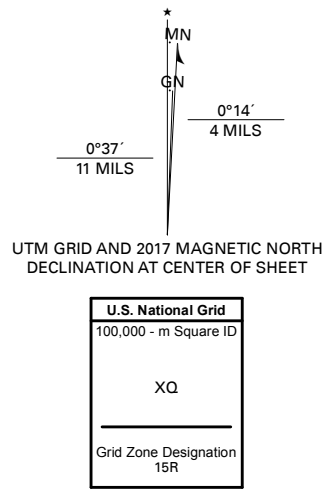 ★
MN
GN
0°14´
4 MILS
0°37´
11 MILS
UTM GRID AND 2017 MAGNETIC NORTH
DECLINATION AT CENTER OF SHEET
U.S. National Grid
100,000 - m Square ID
XQ
Grid Zone Designation
15R